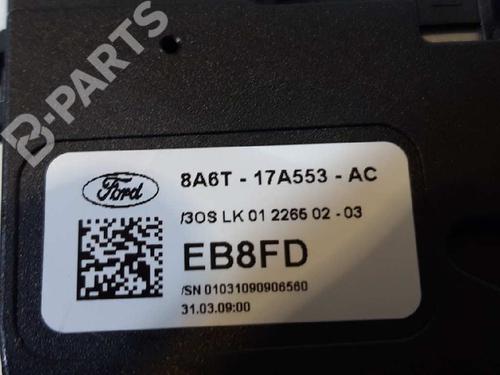 B-PARTS
Ford
8A6T - 17A553 - AC
/3OS LK 01 2265 02 - 03
EB8FD
/SN 01031090906560
31.03.09:00